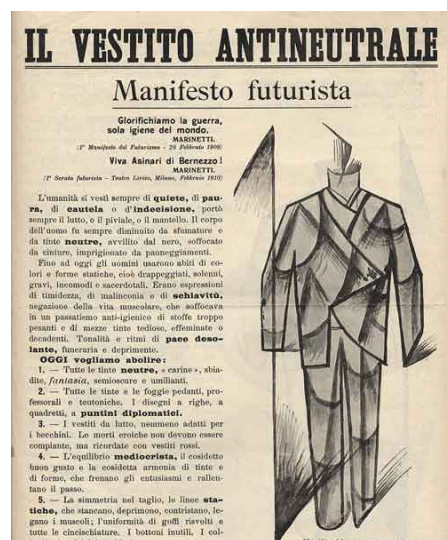 IL VESTITO ANTINEUTRALE
Manifesto futurista
Glorifichiamo la guerra,
sola igiene del mondo.
MARINETTI.
(1° Manifesto del Futurismo - 20 Febbraio 1909)
Viva Asinari di Bernezzo!
MARINETTI.
(1ª Serata futurista - Teatro Lirico, Milano, Febbraio 1910)
L'umanità si vestì sempre di quiete, di pau-
ra, di cautela o d'indecisione, portò
sempre il lutto, o il piviale, o il mantello. Il corpo
dell'uomo fu sempre diminuito da sfumature e
da tinte neutre, avvilito dal nero, soffocato
da cinture, imprigionato da panneggiamenti.
Fino ad oggi gli uomini usarono abiti di co-
lori e forme statiche, cioè drappeggiati, solenni,
gravi, incomodi e sacerdotali. Erano espressioni
di timidezza, di malinconia e di schiavitù,
negazione della vita muscolare, che soffocava
in un passatismo anti-igienico di stoffe troppo
pesanti e di mezze tinte tediose, effeminate o
decadenti. Tonalità e ritmi di pace deso-
lante, funeraria e deprimente.
OGGI vogliamo abolire:
1. — Tutte le tinte neutre, « carine », sbia-
dite, fantasia, semioscure e umilianti.
2. — Tutte le tinte e le foggie pedanti, pro-
fessorali e teutoniche. I disegni a righe, a
quadretti, a puntini diplomatici.
3. — I vestiti da lutto, nemmeno adatti per
i becchini. Le morti eroiche non devono essere
compiante, ma ricordate con vestiti rossi.
4. — L'equilibrio mediocrista, il cosidetto
buon gusto e la cosidetta armonia di tinte e
di forme, che frenano gli entusiasmi e rallen-
tano il passo.
5. — La simmetria nel taglio, le linee sta-
tiche, che stancano, deprimono, contristano, le-
gano i muscoli; l'uniformità di goffi risvolti e
tutte le cincischiature. I bottoni inutili. I col-